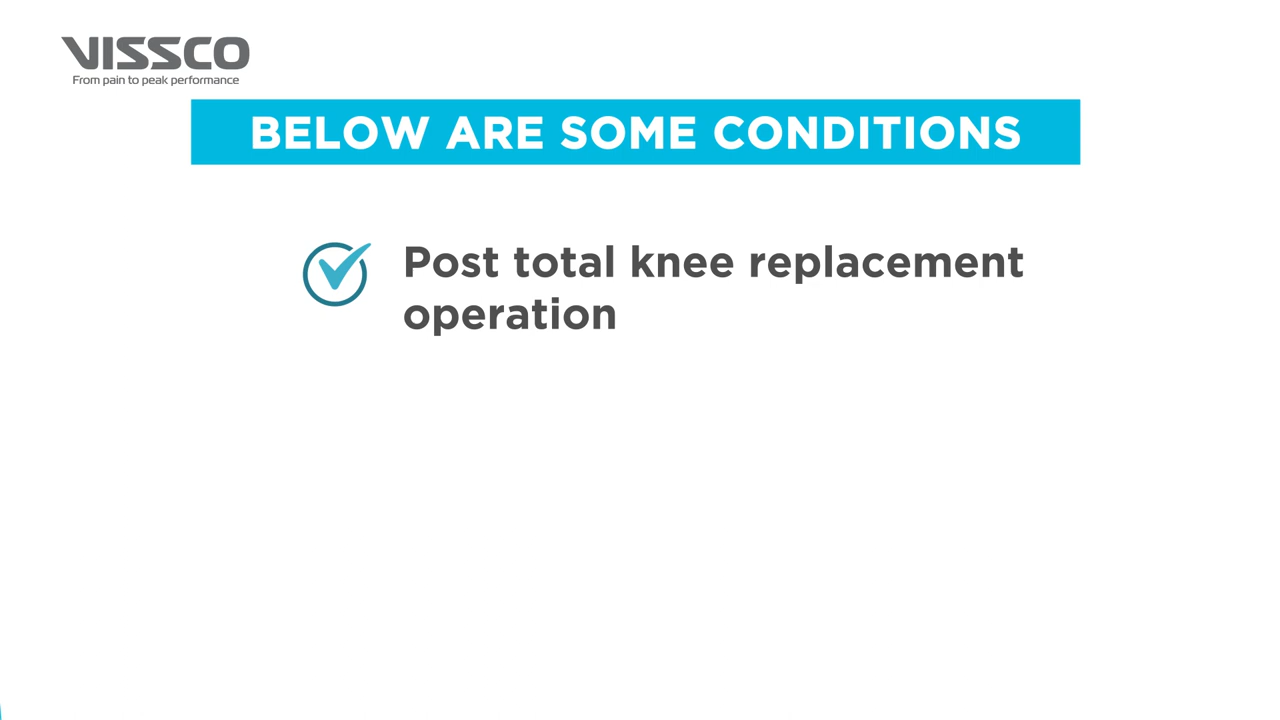 VISSCO
From pain to peak performance
BELOW ARE SOME CONDITIONS
Post total knee replacement
operation